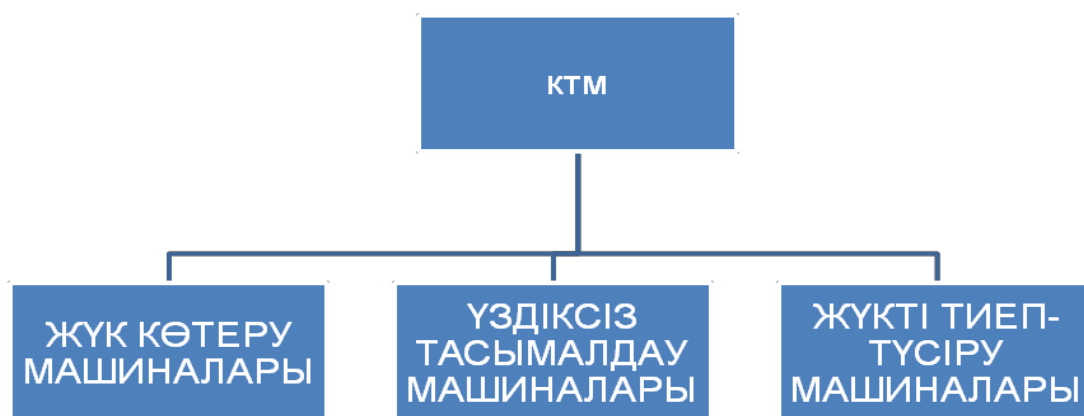 КТМ
ЖҮК КӨТЕРУ
МАШИНАЛАРЫ
ҮЗДІКСІЗ
ТАСЫМАЛДАУ
МАШИНАЛАРЫ
ЖҮКТІ ТИЕП-
ТҮСІРУ
МАШИНАЛАРЫ